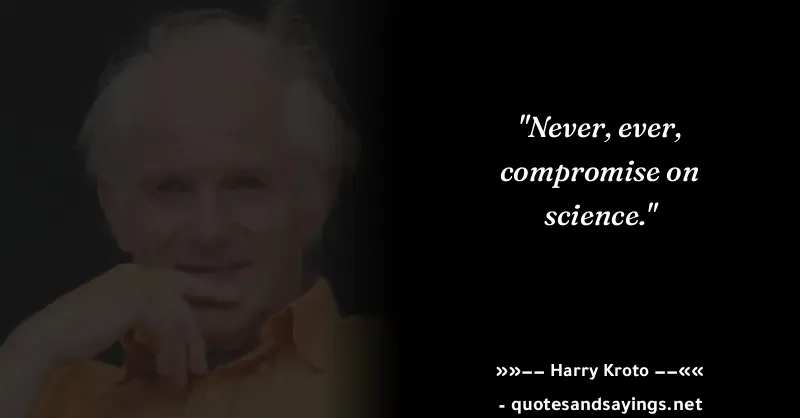 "Never, ever,
compromise on
science."
»»−− Harry Kroto −−««
- quotesandsayings.net